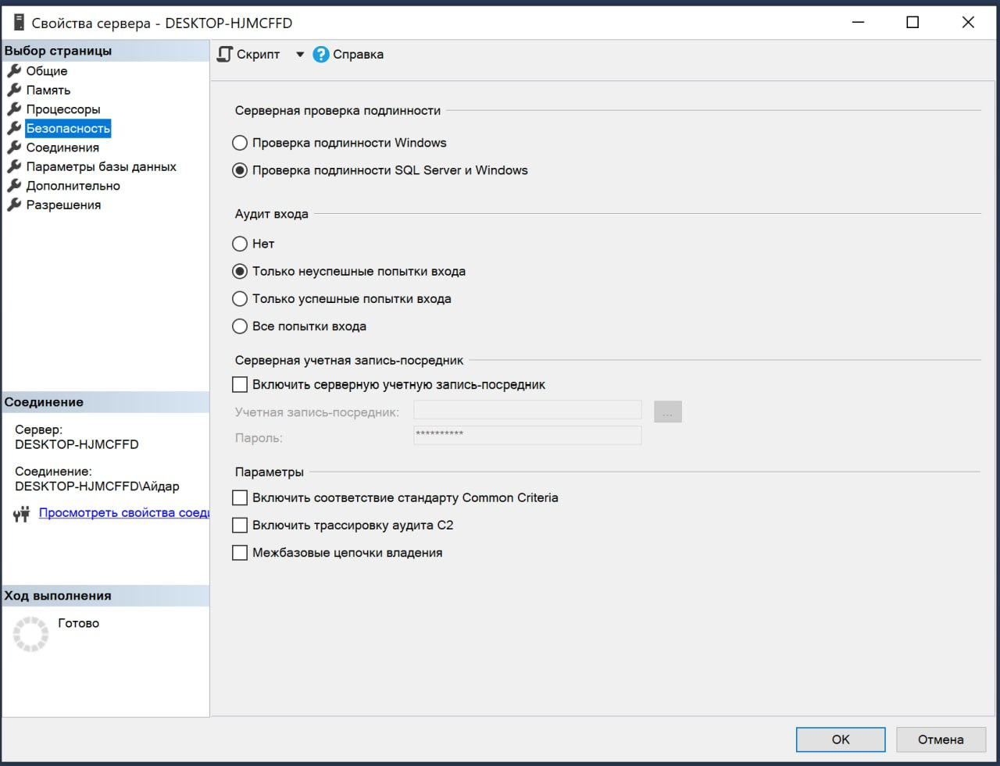 Свойства сервера - DESKTOP-HJMCFFD
Выбор страницы
Общие
Память
Процессоры
Безопасность
Соединения
Параметры базы данных
Дополнительно
Разрешения
Соединение
Сервер:
DESKTOP-HJMCFFD
Соединение:
DESKTOP-HJMCFFD\Айдар
Просмотреть свойства
Ход выполнения
Готово
Скрипт
? Справка
Серверная проверка подлинности
Проверка подлинности Windows
Проверка подлинности SQL Server и Windows
Аудит входа
Нет
Только неуспешные попытки входа
Только успешные попытки входа
Все попытки входа
Серверная учетная запись-посредник
Включить серверную учетную запись-посредник
Учетная запись-посредник:
...
Пароль:
**********
Параметры
Включить соответствие стандарту Common Criteria
Включить трассировку аудита C2
Межбазовые цепочки владения
OK
Отмена